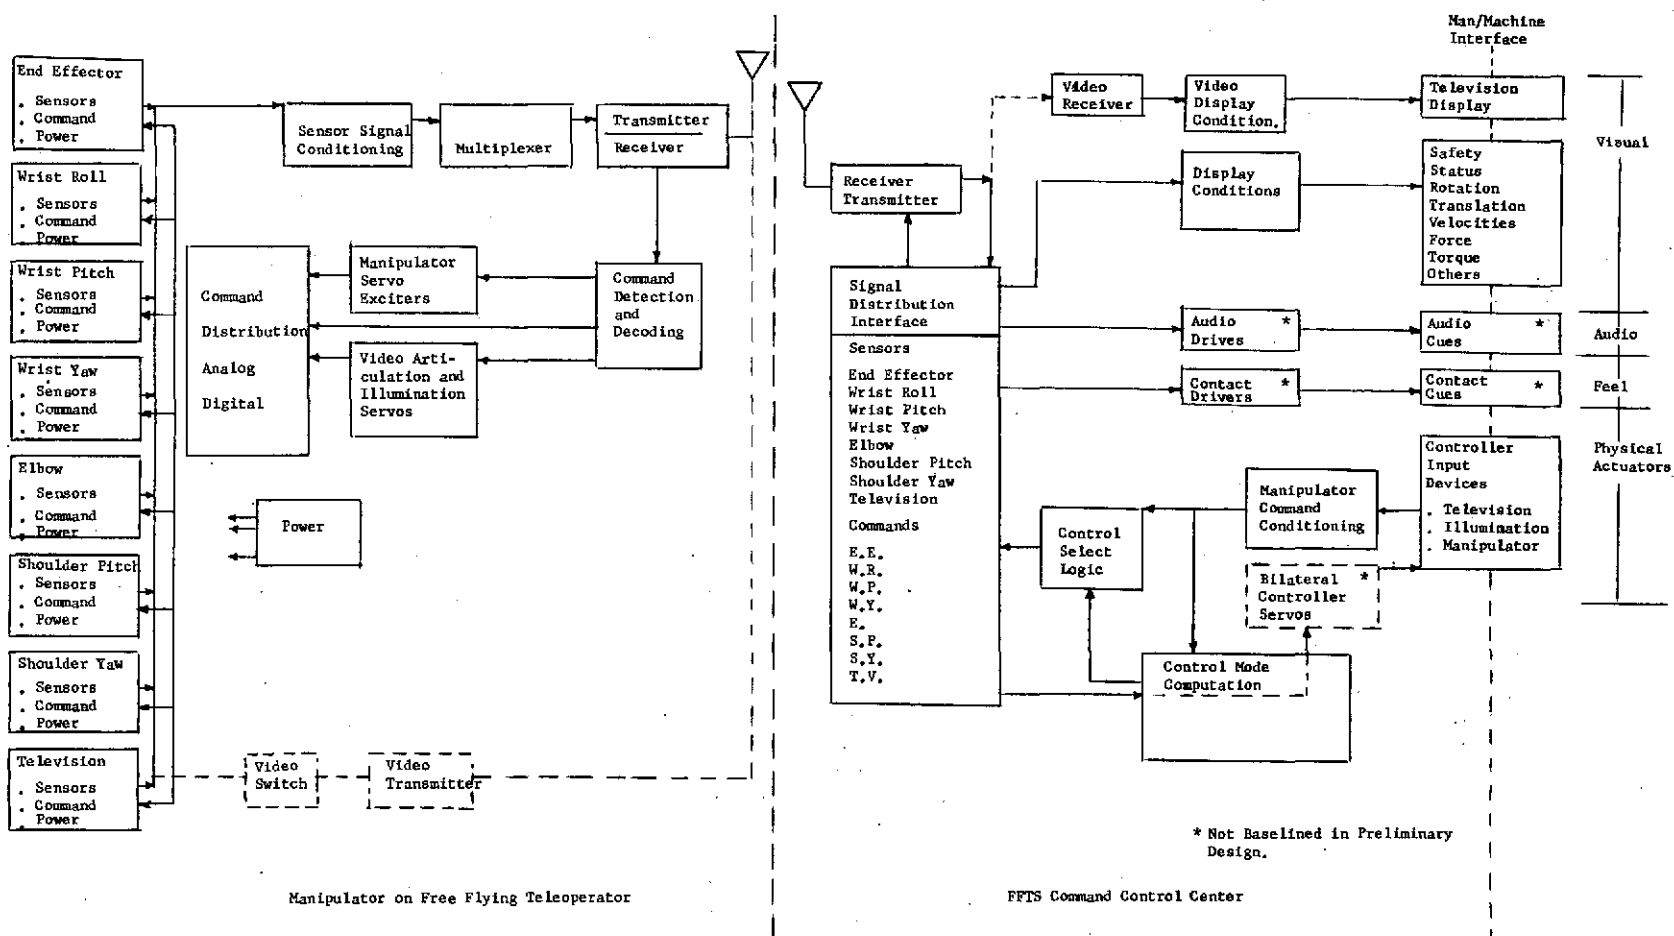 Man/Machine
Interface
End Effector
. Sensors
. Command
. Power
Wrist Roll
. Sensors
. Command
. Power
Wrist Pitch
. Sensors
. Command
. Power
Wrist Yaw
. Sensors
. Command
. Power
Elbow
. Sensors
. Command
. Power
Shoulder Pitch
. Sensors
. Command
. Power
Shoulder Yaw
. Sensors
. Command
. Power
Television
. Sensors
. Command
. Power
Sensor Signal
Conditioning
Multiplexer
Transmitter
Receiver
Command
Distribution
Analog
Digital
Manipulator
Servo
Exciters
Video Arti-
culation and
Illumination
Servos
Command
Detection
and
Decoding
Power
Video
Switch
Video
Transmitter
Manipulator on Free Flying Teleoperator
Receiver
Transmitter
Video
Receiver
Video
Display
Condition.
Television
Display
Display
Conditions
Safety
Status
Rotation
Translation
Velocities
Force
Torque
Others
Visual
Signal
Distribution
Interface
Sensors
End Effector
Wrist Roll
Wrist Pitch
Wrist Yaw
Elbow
Shoulder Pitch
Shoulder Yaw
Television
Commands
E.E.
W.R.
W.P.
W.Y.
E.
S.P.
S.Y.
T.V.
Audio *
Drives
Audio *
Cues
Audio
Contact *
Drivers
Contact *
Cues
Feel
Controller
Input
Devices
. Television
. Illumination
. Manipulator
Physical
Actuators
Manipulator
Command
Conditioning
Control
Select
Logic
Bilateral *
Controller
Servos
Control Mode
Computation
* Not Baselined in Preliminary
Design.
FFTS Command Control Center